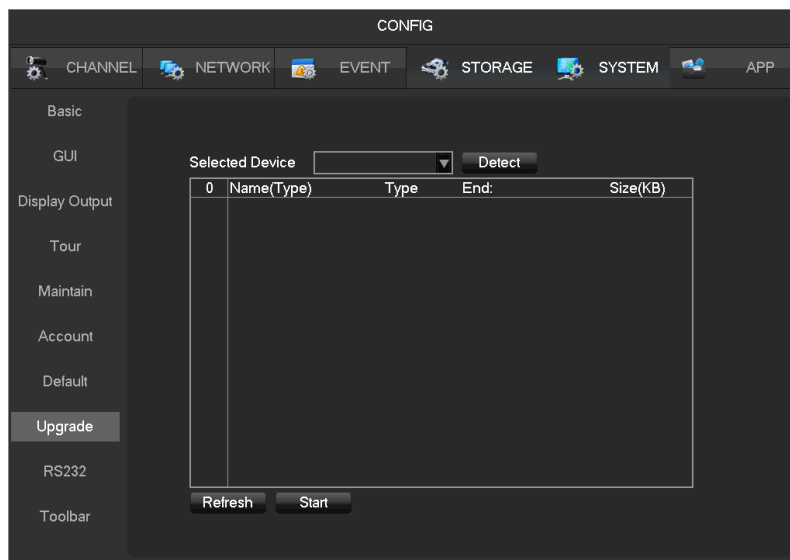 CONFIG
CHANNEL NETWORK EVENT STORAGE SYSTEM APP
Basic
GUI
Display Output
Tour
Maintain
Account
Default
Upgrade
RS232
Toolbar
Selected Device Detect
0 Name(Type) Type End: Size(KB)
Refresh Start